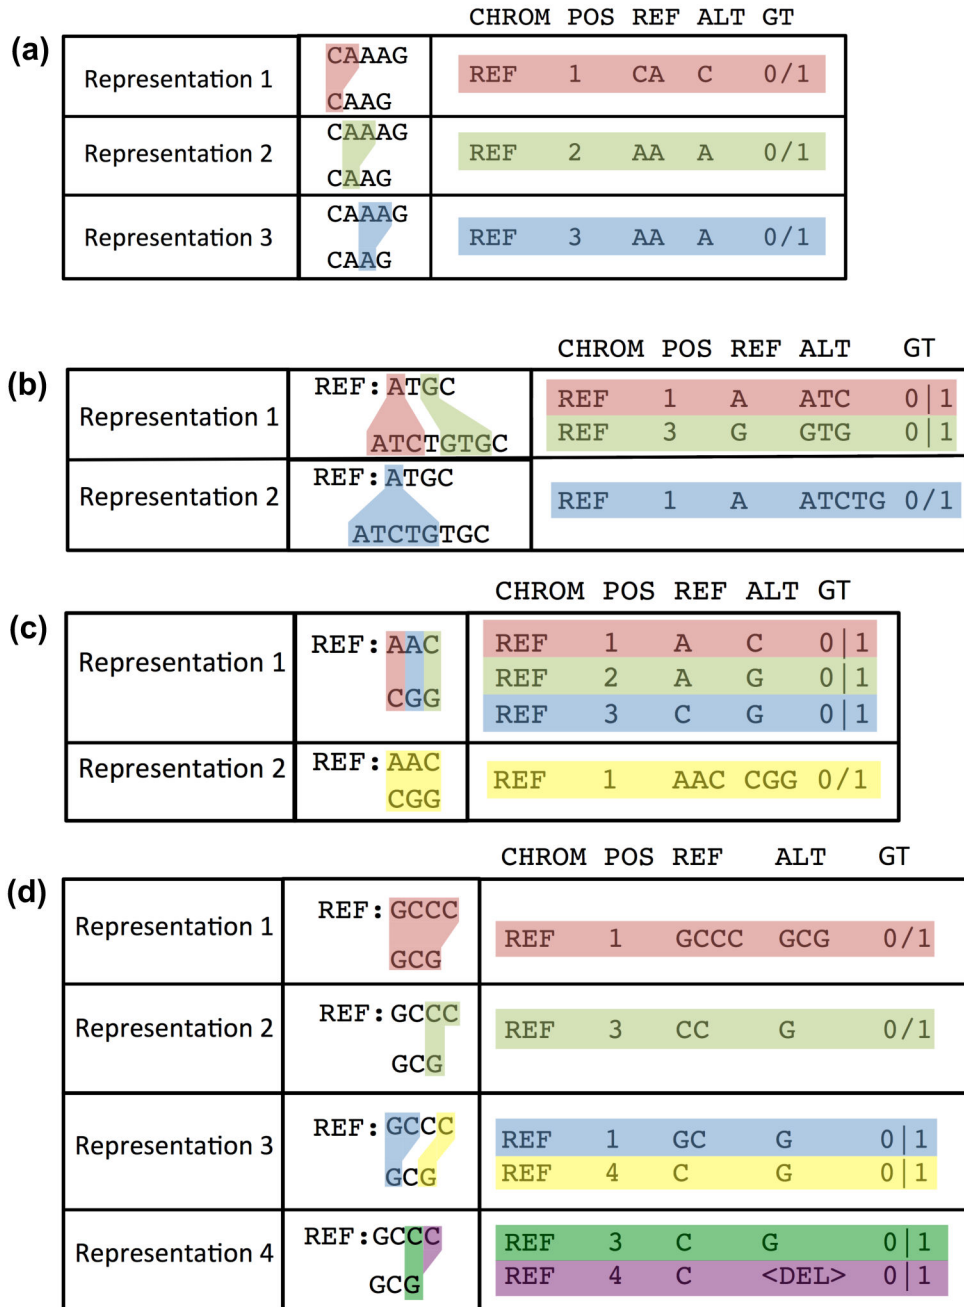 CHROM POS REF ALT GT
(a)
Representation 1 CAAAG CAAG REF 1 CA C 0/1
Representation 2 CAAAG CAAG REF 2 AA A 0/1
Representation 3 CAAAG CAAG REF 3 AA A 0/1
CHROM POS REF ALT GT
(b)
Representation 1 REF:ATGC ATCTGTGC
REF 1 A ATC 0|1
REF 3 G GTG 0|1
Representation 2 REF:ATGC ATCTGTGC
REF 1 A ATCTG 0/1
CHROM POS REF ALT GT
(c)
Representation 1 REF:AAC CGG
REF 1 A C 0|1
REF 2 A G 0|1
REF 3 C G 0|1
Representation 2 REF:AAC CGG
REF 1 AAC CGG 0/1
CHROM POS REF ALT GT
(d)
Representation 1 REF:GCCC GCG
REF 1 GCCC GCG 0/1
Representation 2 REF:GCCC GCG
REF 3 CC G 0/1
Representation 3 REF:GCCC GCG
REF 1 GC G 0|1
REF 4 C G 0|1
Representation 4 REF:GCCC GCG
REF 3 C G 0|1
REF 4 C <DEL> 0|1